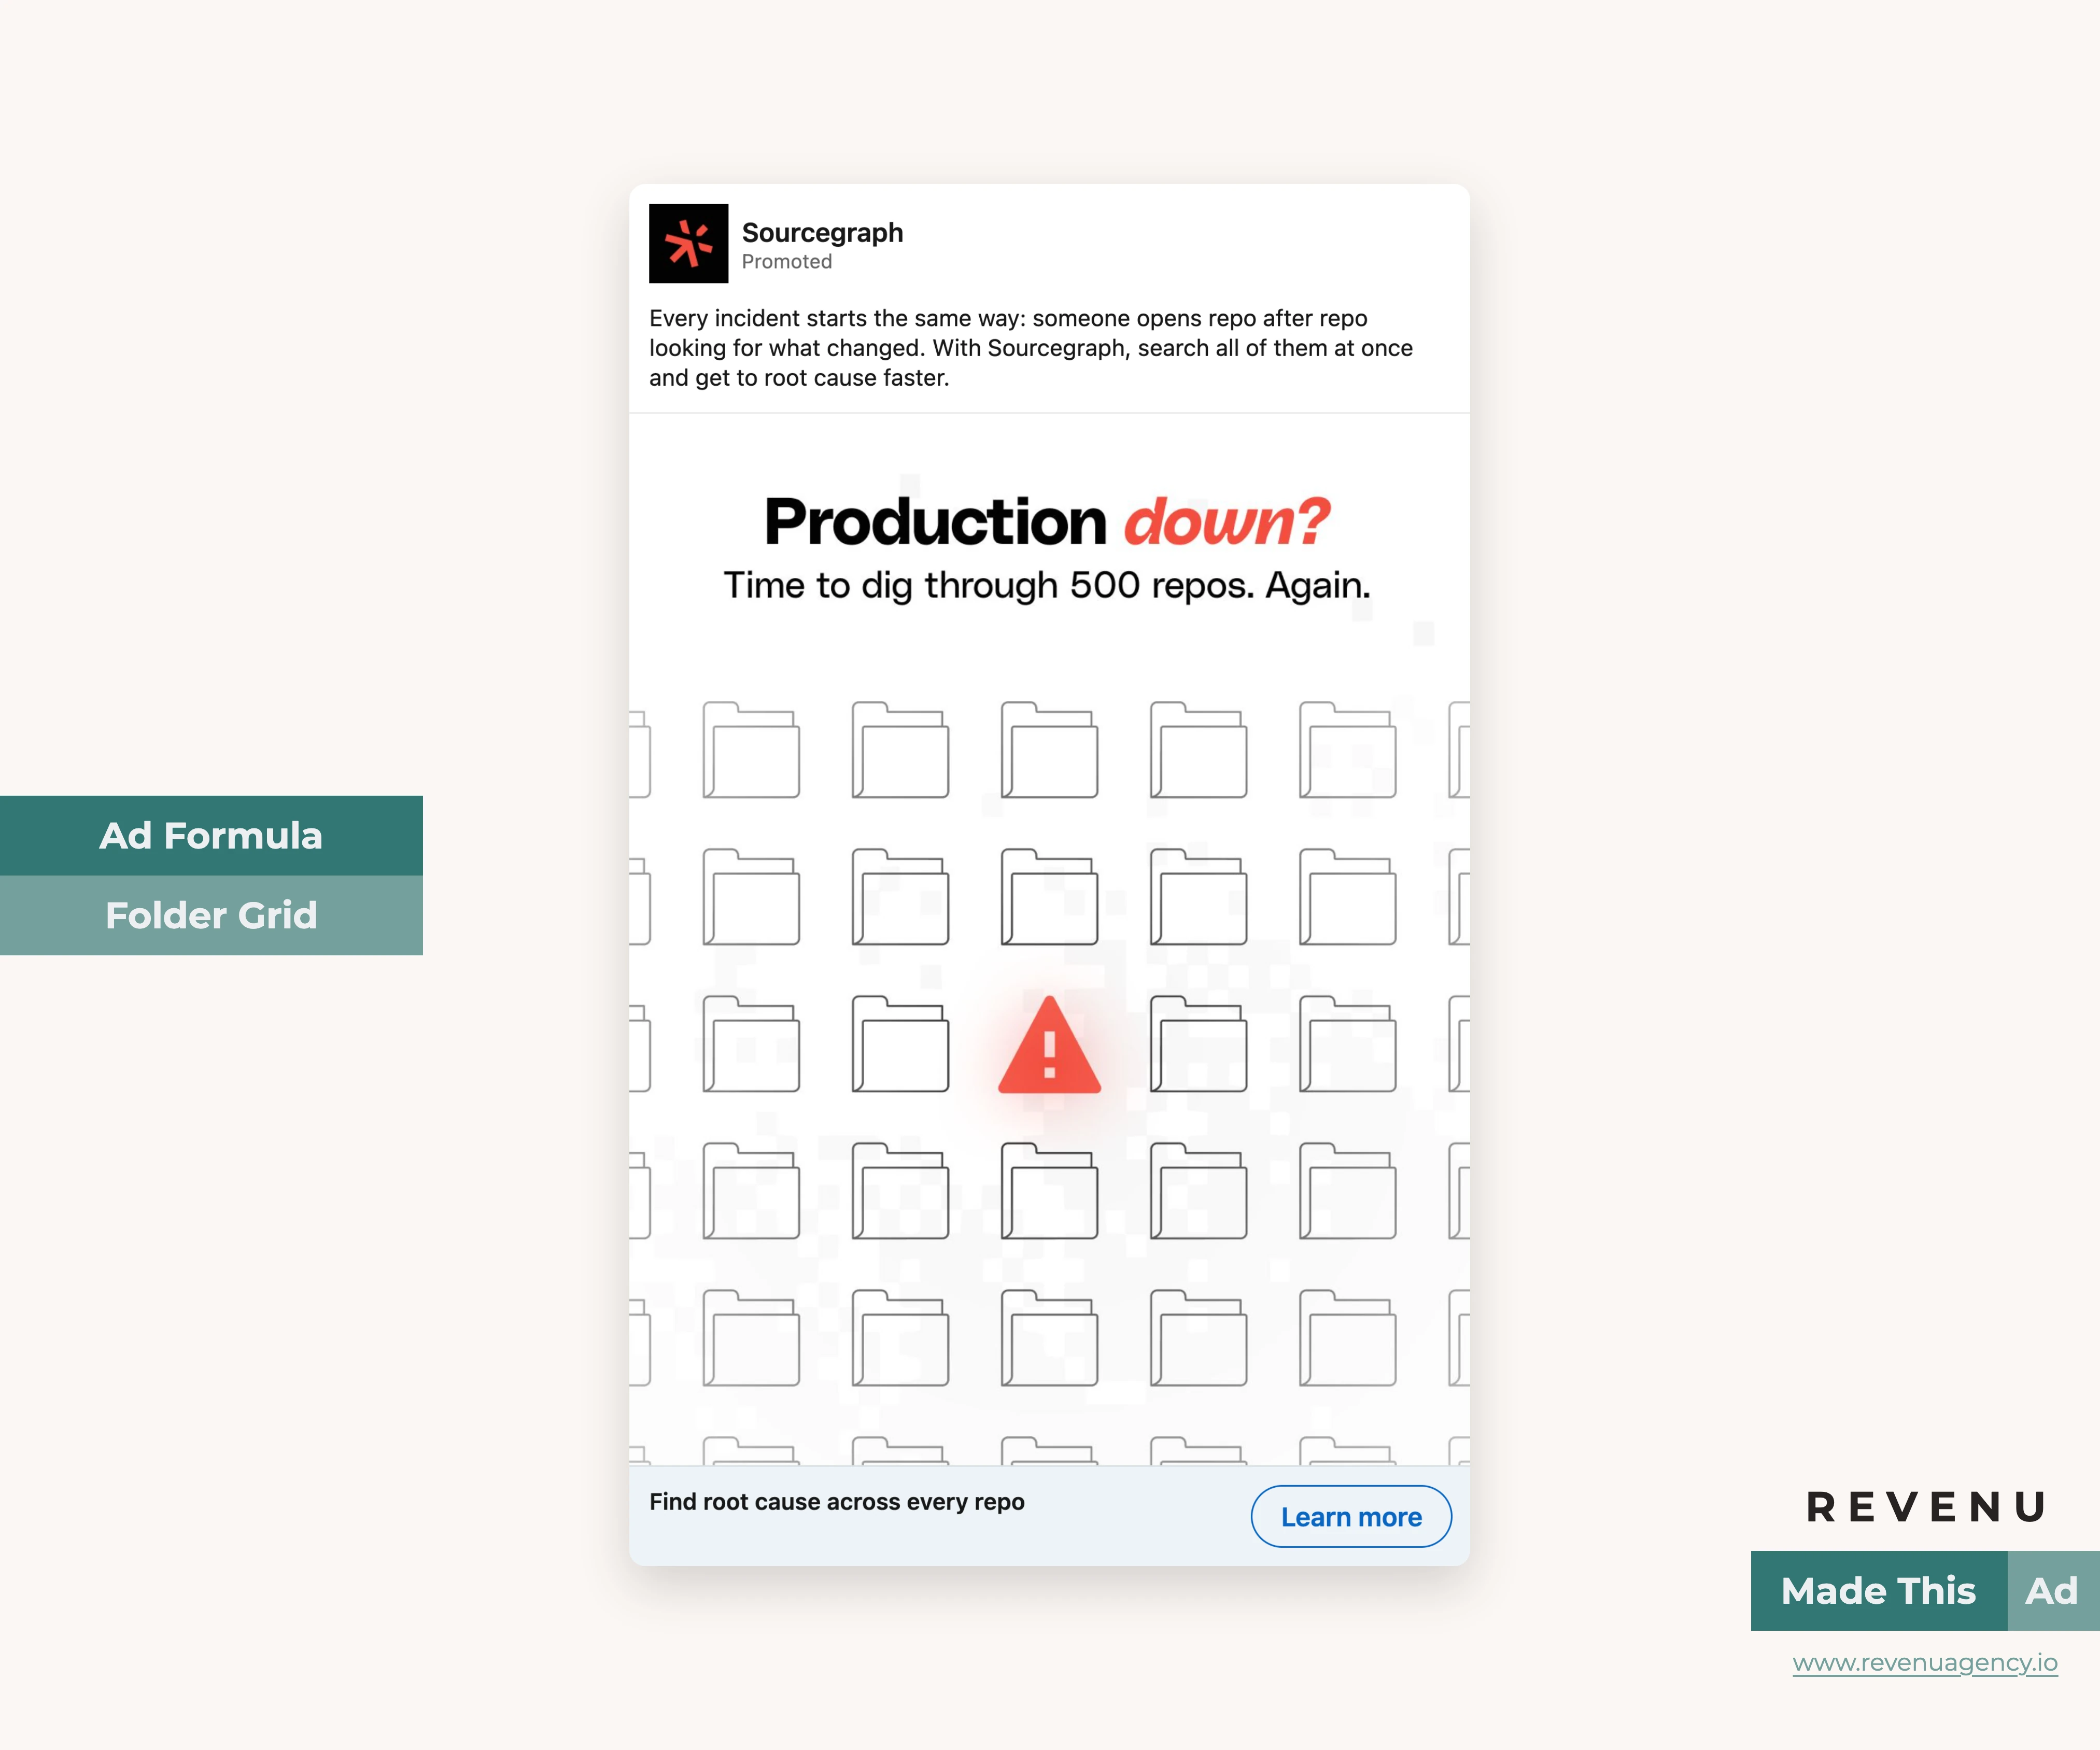 Sourcegraph
Promoted
Every incident starts the same way: someone opens repo after repo
looking for what changed. With Sourcegraph, search all of them at once
and get to root cause faster.
Production down?
Time to dig through 500 repos. Again.
Ad Formula
Folder Grid
Find root cause across every repo
Learn more
REVENU
Made This Ad
www.revenuagency.io